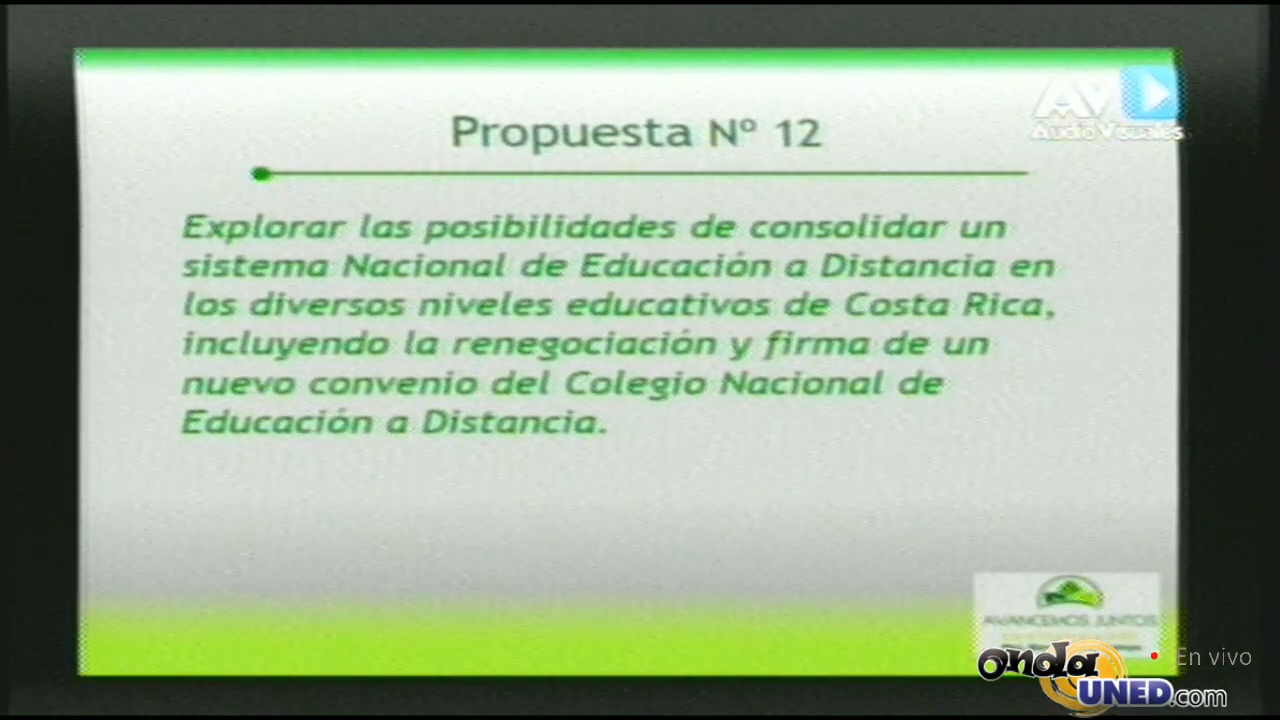 AV
AudioVisuales
Propuesta Nº 12
Explorar las posibilidades de consolidar un
sistema Nacional de Educación a Distancia en
los diversos niveles educativos de Costa Rica,
incluyendo la renegociación y firma de un
nuevo convenio del Colegio Nacional de
Educación a Distancia.
AVANCEMOS JUNTOS
En vivo
onda
UNED.com